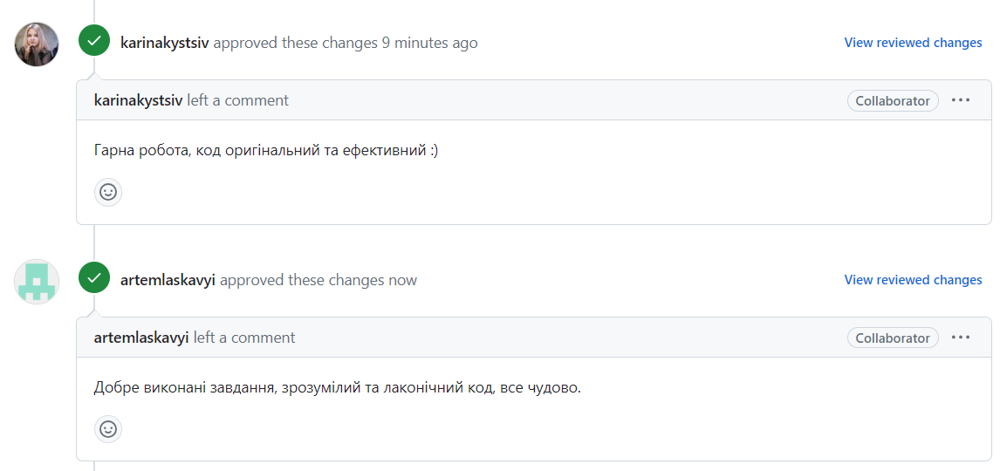 karinakystsiv approved these changes 9 minutes ago View reviewed changes
karinakystsiv left a comment Collaborator
Гарна робота, код оригінальний та ефективний :)
artemlaskavyi approved these changes now View reviewed changes
artemlaskavyi left a comment Collaborator
Добре виконані завдання, зрозумілий та лаконічний код, все чудово.